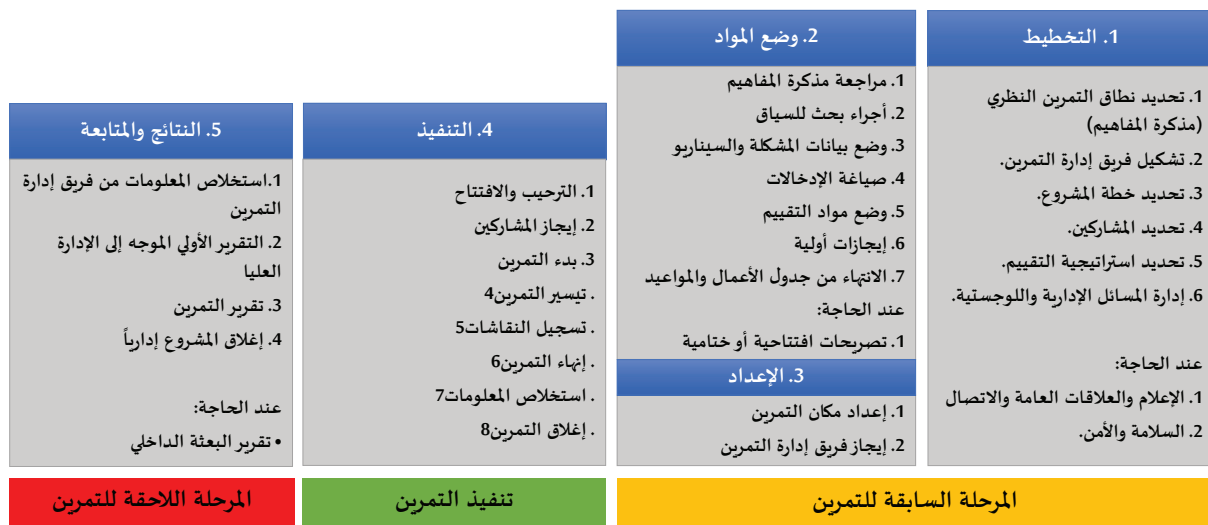 1. التخطيط
1. تحديد نطاق التمرين النظري
(مذكرة المفاهيم)
2. تشكيل فريق إدارة التمرين.
3. تحديد خطة المشروع.
4. تحديد المشاركين.
5. تحديد استراتيجية التقييم.
6. إدارة المسائل الإدارية واللوجستية.
عند الحاجة:
1. الإعلام والعلاقات العامة والاتصال
2. السلامة والأمن.
2. وضع المواد
1. مراجعة مذكرة المفاهيم
2. أجراء بحث للسياق
3. وضع بيانات المشكلة والسيناريو
4. صياغة الإدخالات
5. وضع مواد التقييم
6. إيجازات أولية
7. الانتهاء من جدول الأعمال والمواعيد
عند الحاجة:
1. تصريحات افتتاحية أو ختامية
3. الإعداد
1. إعداد مكان التمرين
2. إيجاز فريق إدارة التمرين
4. التنفيذ
1. الترحيب والافتتاح
2. إيجاز المشاركين
3. بدء التمرين
. تيسير التمرين4
. تسجيل النقاشات5
. إنهاء التمرين6
. استخلاص المعلومات7
. إغلاق التمرين8
5. النتائج والمتابعة
1.استخلاص المعلومات من فريق إدارة
التمرين
2. التقرير الأولي الموجه إلى الإدارة
العليا
3. تقرير التمرين
4. إغلاق المشروع إدارياً
عند الحاجة:
• تقرير البعثة الداخلي
المرحلة السابقة للتمرين
تنفيذ التمرين
المرحلة اللاحقة للتمرين